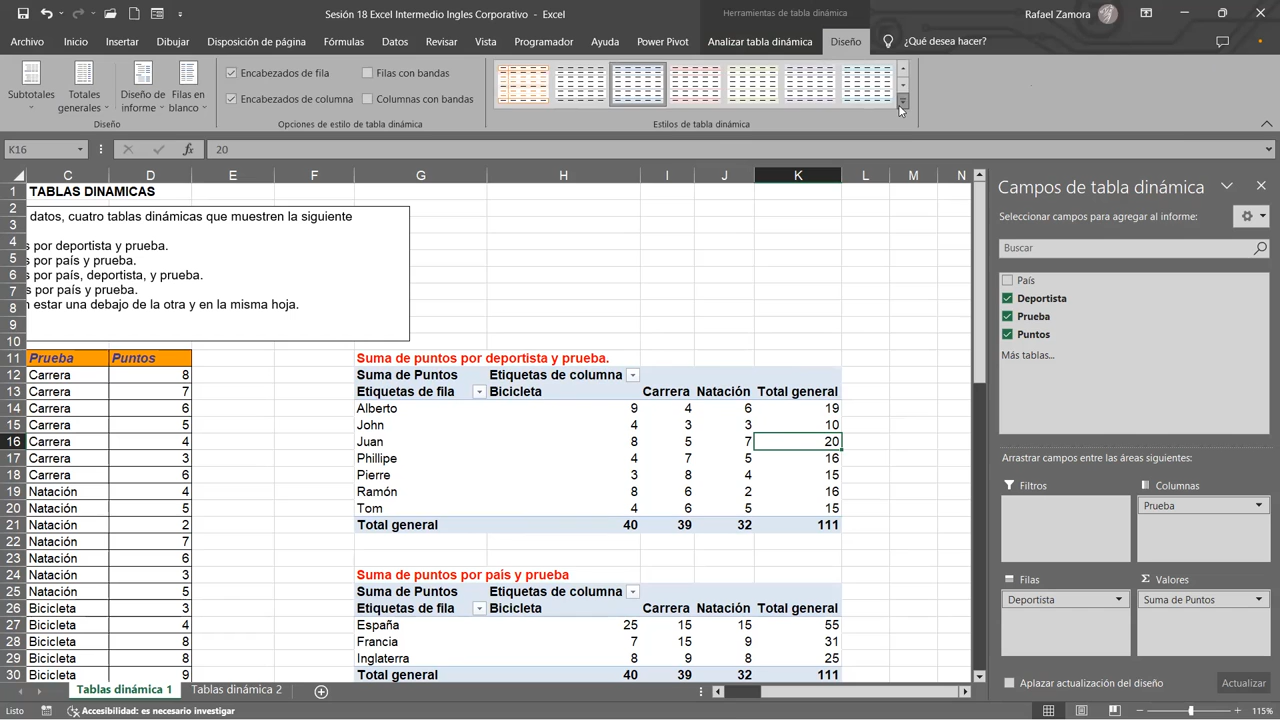 Sesión 18 Excel Intermedio Ingles Corporativo - Excel
Herramientas de tabla dinámica
Rafael Zamora
Archivo Inicio Insertar Dibujar Disposición de página Fórmulas Datos Revisar Vista Programador Ayuda Power Pivot Analizar tabla dinámica Diseño ¿Qué desea hacer?
Encabezados de fila Filas con bandas
Subtotales Totales generales Diseño de informe Filas en blanco
Encabezados de columna Columnas con bandas
Diseño Opciones de estilo de tabla dinámica Estilos de tabla dinámica
K16 fx 20
C D E F G H I J K L M N
1 TABLAS DINAMICAS
2 datos, cuatro tablas dinámicas que muestren la siguiente
3
4 s por deportista y prueba.
5 s por país y prueba.
6 s por país, deportista, y prueba.
7 s por país y prueba.
8 n estar una debajo de la otra y en la misma hoja.
9
10
11 Prueba Puntos Suma de puntos por deportista y prueba.
12 Carrera 8 Suma de Puntos Etiquetas de columna
13 Carrera 7 Etiquetas de fila Bicicleta Carrera Natación Total general
14 Carrera 6 Alberto 9 4 6 19
15 Carrera 5 John 4 3 3 10
16 Carrera 4 Juan 8 5 7 20
17 Carrera 3 Phillipe 4 7 5 16
18 Carrera 6 Pierre 3 8 4 15
19 Natación 4 Ramón 8 6 2 16
20 Natación 5 Tom 4 6 5 15
21 Natación 2 Total general 40 39 32 111
22 Natación 7
23 Natación 6
24 Natación 3 Suma de puntos por país y prueba
25 Natación 5 Suma de Puntos Etiquetas de columna
26 Bicicleta 3 Etiquetas de fila Bicicleta Carrera Natación Total general
27 Bicicleta 4 España 25 15 15 55
28 Bicicleta 8 Francia 7 15 9 31
29 Bicicleta 8 Inglaterra 8 9 8 25
30 Bicicleta 9 Total general 40 39 32 111
Campos de tabla dinámica
Seleccionar campos para agregar al informe:
Buscar
País
Deportista
Prueba
Puntos
Más tablas...
Arrastrar campos entre las áreas siguientes:
Filtros Columnas
Prueba
Filas Σ Valores
Deportista Suma de Puntos
Aplazar actualización del diseño Actualizar
Tablas dinámica 1 Tablas dinámica 2
Listo Accesibilidad: es necesario investigar 115%